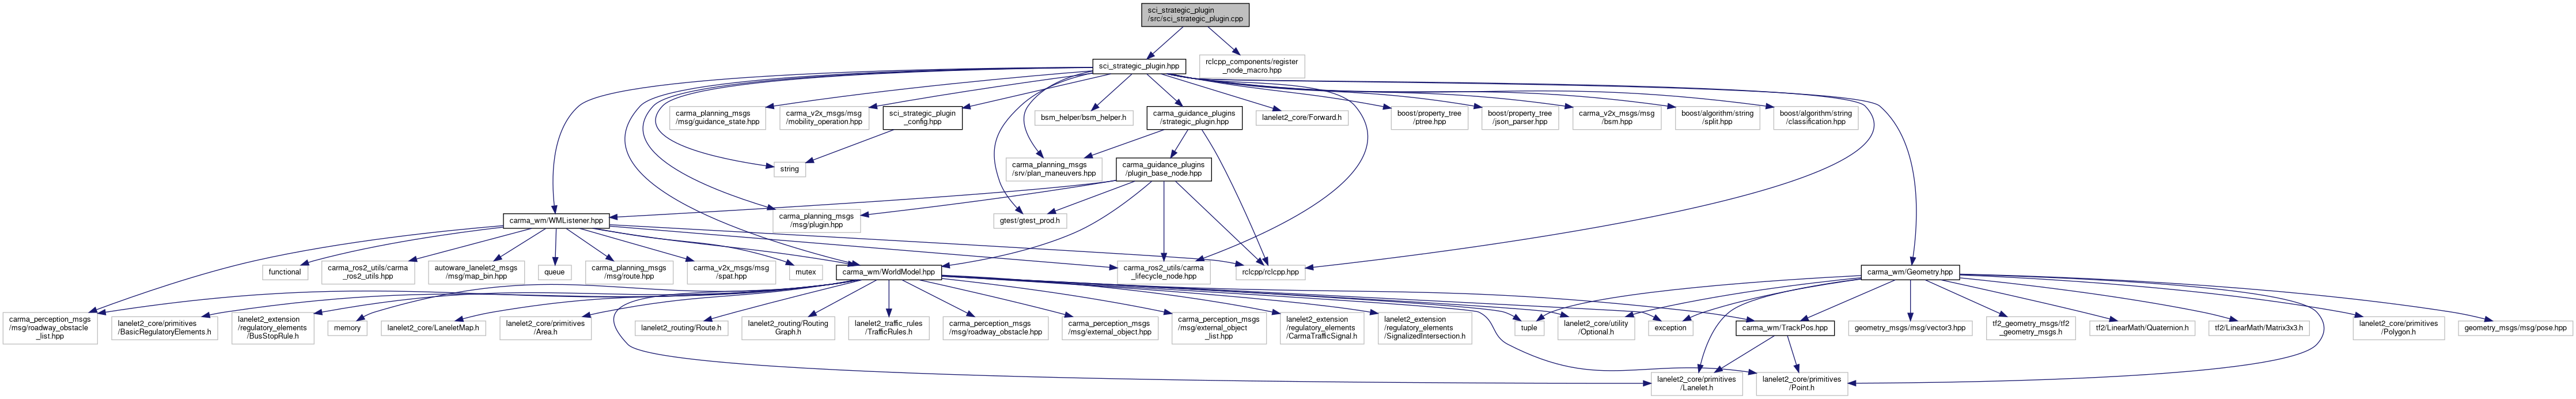 sci_strategic_plugin
/src/sci_strategic_plugin.cpp
sci_strategic_plugin.hpp
rclcpp_components/register
_node_macro.hpp
carma_planning_msgs
/msg/guidance_state.hpp
carma_v2x_msgs/msg
/mobility_operation.hpp
sci_strategic_plugin
_config.hpp
bsm_helper/bsm_helper.h
carma_guidance_plugins
/strategic_plugin.hpp
lanelet2_core/Forward.h
boost/property_tree
/ptree.hpp
boost/property_tree
/json_parser.hpp
carma_v2x_msgs/msg
/bsm.hpp
boost/algorithm/string
/split.hpp
boost/algorithm/string
/classification.hpp
string
carma_planning_msgs
/srv/plan_maneuvers.hpp
carma_guidance_plugins
/plugin_base_node.hpp
carma_wm/WMListener.hpp
carma_planning_msgs
/msg/plugin.hpp
gtest/gtest_prod.h
functional
carma_ros2_utils/carma
_ros2_utils.hpp
autoware_lanelet2_msgs
/msg/map_bin.hpp
queue
carma_planning_msgs
/msg/route.hpp
carma_v2x_msgs/msg
/spat.hpp
mutex
carma_wm/WorldModel.hpp
carma_ros2_utils/carma
_lifecycle_node.hpp
rclcpp/rclcpp.hpp
carma_wm/Geometry.hpp
carma_perception_msgs
/msg/roadway_obstacle
_list.hpp
lanelet2_core/primitives
/BasicRegulatoryElements.h
lanelet2_extension
/regulatory_elements
/BusStopRule.h
memory
lanelet2_core/LaneletMap.h
lanelet2_core/primitives
/Area.h
lanelet2_routing/Route.h
lanelet2_routing/Routing
Graph.h
lanelet2_traffic_rules
/TrafficRules.h
carma_perception_msgs
/msg/roadway_obstacle.hpp
carma_perception_msgs
/msg/external_object.hpp
carma_perception_msgs
/msg/external_object
_list.hpp
lanelet2_extension
/regulatory_elements
/CarmaTrafficSignal.h
lanelet2_extension
/regulatory_elements
/SignalizedIntersection.h
tuple
lanelet2_core/utility
/Optional.h
exception
carma_wm/TrackPos.hpp
geometry_msgs/msg/vector3.hpp
tf2_geometry_msgs/tf2
_geometry_msgs.h
tf2/LinearMath/Quaternion.h
tf2/LinearMath/Matrix3x3.h
lanelet2_core/primitives
/Polygon.h
geometry_msgs/msg/pose.hpp
lanelet2_core/primitives
/Lanelet.h
lanelet2_core/primitives
/Point.h